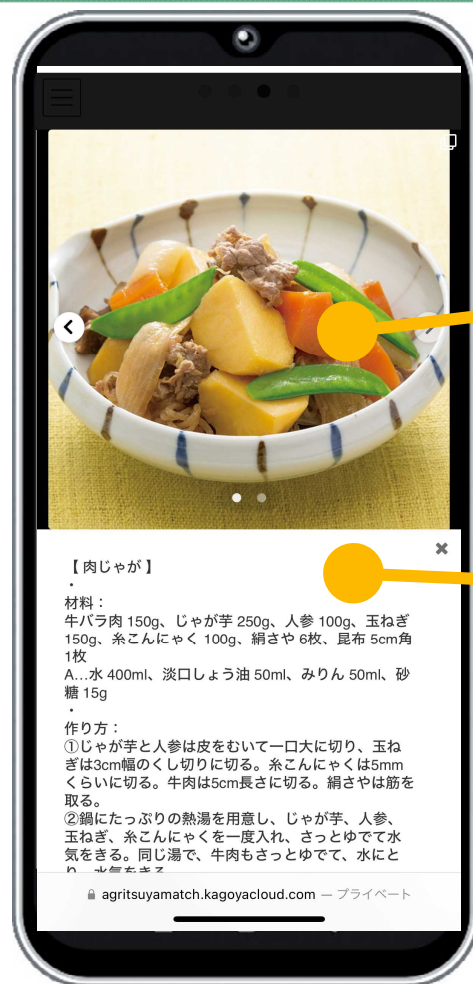 【 肉じゃが 】
・
材料：
牛バラ肉 150g、じゃが芋 250g、人参 100g、玉ねぎ
150g、糸こんにゃく 100g、絹さや 6枚、昆布 5cm角
1枚
A…水 400ml、淡口しょう油 50ml、みりん 50ml、砂
糖 15g
・
作り方：
①じゃが芋と人参は皮をむいて一口大に切り、玉ね
ぎは3cm幅のくし切りに切る。糸こんにゃくは5mm
くらいに切る。牛肉は5cm長さに切る。絹さやは筋を
取る。
②鍋にたっぷりの熱湯を用意し、じゃが芋、人参、
玉ねぎ、糸こんにゃくを一度入れ、さっとゆでて水
気をきる。同じ湯で、牛肉もさっとゆでて、水にと
り、水気をきる
agritsuyamatch.kagoyacloud.com — プライベート